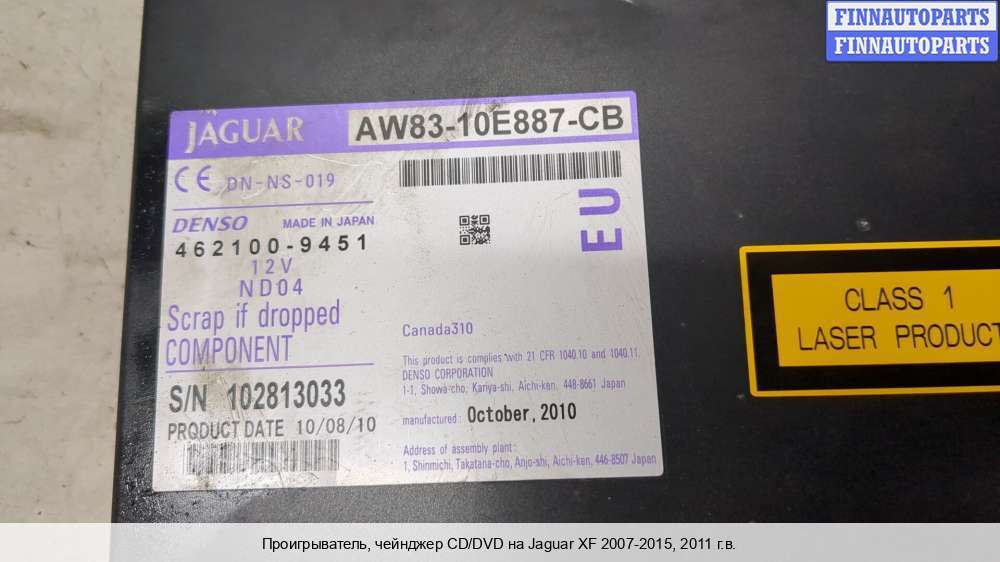 FINNAUTOPARTS
FINNAUTOPARTS
JAGUAR
AW83-10E887-CB
CE DN-NS-019
DENSO MADE IN JAPAN
462100-9451
12V
ND04
EU
Scrap if dropped
COMPONENT
S/N 102813033
PRODUCT DATE 10/08/10
Canada310
This product is complies with 21 CFR 1040.10 and 1040.11.
DENSO CORPORATION
1-1, Showa-cho, Kariya-shi, Aichi-ken, 448-8661 Japan
manufactured: October, 2010
Address of assembly plant:
1, Shinmichi, Takatana-cho, Anjo-shi, Aichi-ken, 446-8507 Japan
CLASS 1
LASER PRODUCT
Проигрыватель, чейнджер CD/DVD на Jaguar XF 2007-2015, 2011 г.в.